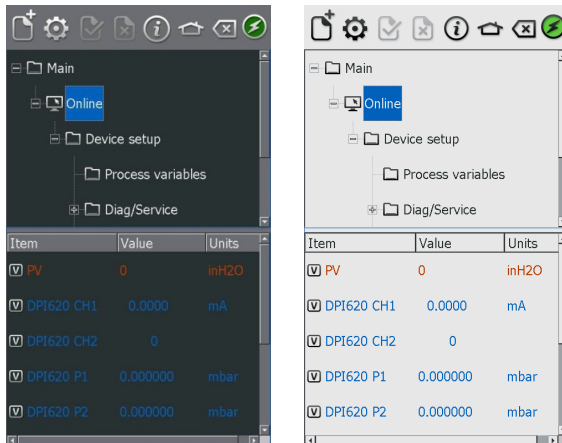 Main
Online
Device setup
Process variables
Diag/Service
Item Value Units
V PV 0 inH2O
V DPI620 CH1 0.0000 mA
V DPI620 CH2 0
V DPI620 P1 0.000000 mbar
V DPI620 P2 0.000000 mbar
Main
Online
Device setup
Process variables
Diag/Service
Item Value Units
V PV 0 inH2O
V DPI620 CH1 0.0000 mA
V DPI620 CH2 0
V DPI620 P1 0.000000 mbar
V DPI620 P2 0.000000 mbar